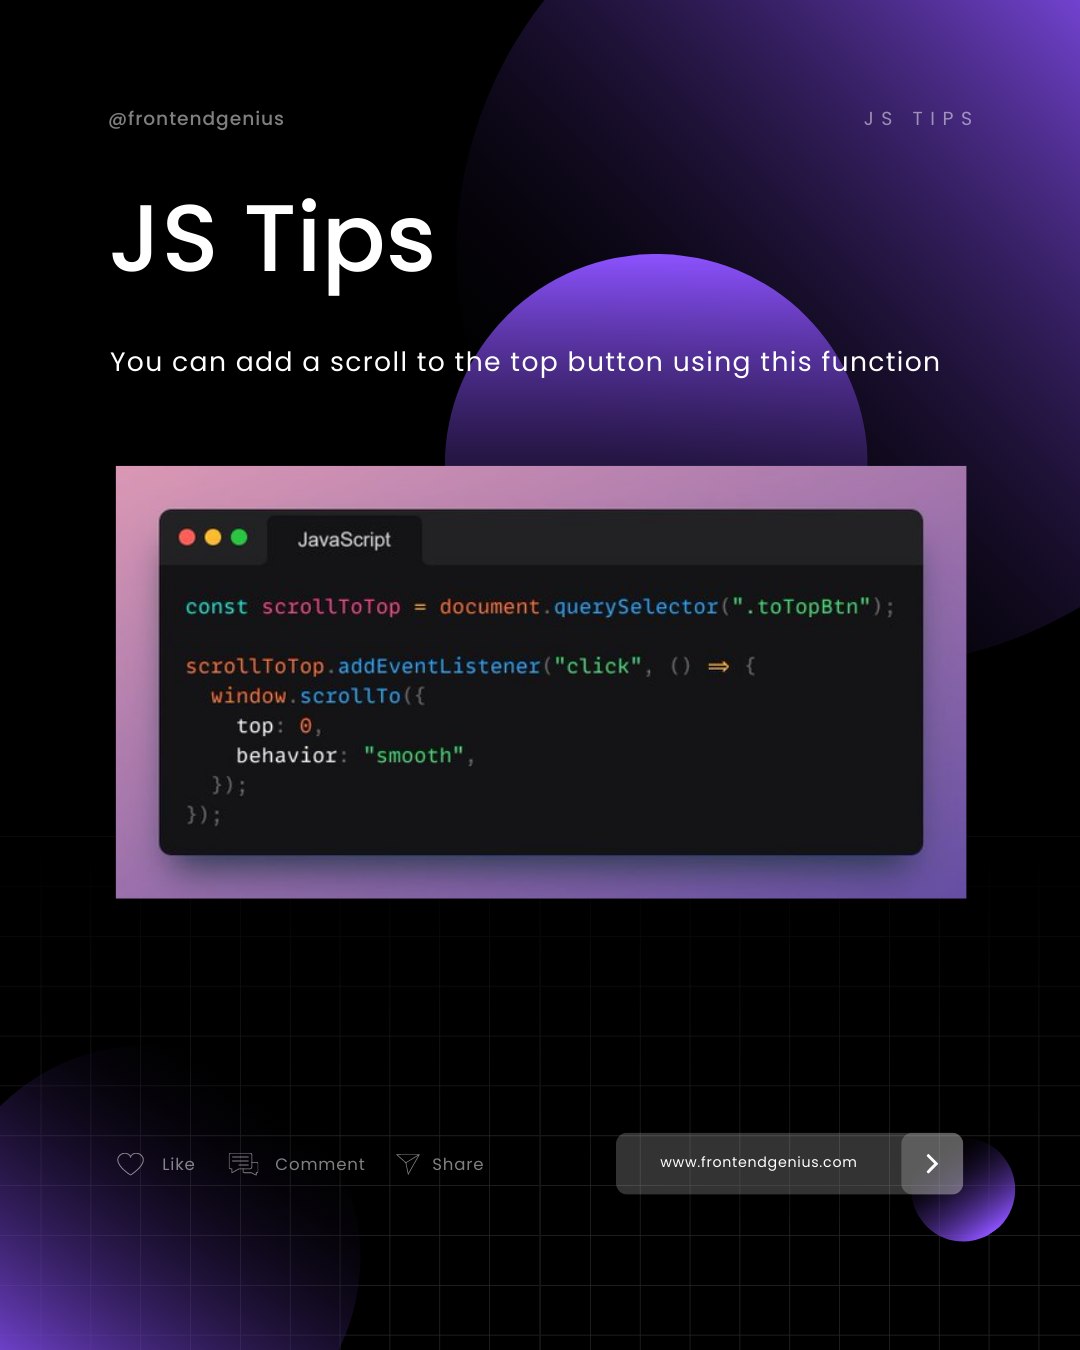 @frontendgenius
JS TIPS
JS Tips
You can add a scroll to the top button using this function
JavaScript
const scrollToTop = document.querySelector(".toTopBtn");
scrollToTop.addEventListener("click", () => {
  window.scrollTo({
    top: 0,
    behavior: "smooth",
  });
});
Like Comment Share
www.frontendgenius.com